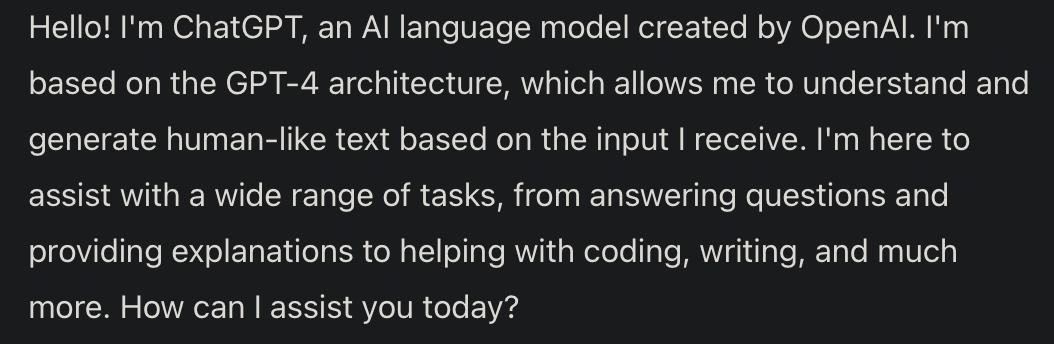 Hello! I'm ChatGPT, an AI language model created by OpenAI. I'm
based on the GPT-4 architecture, which allows me to understand and
generate human-like text based on the input I receive. I'm here to
assist with a wide range of tasks, from answering questions and
providing explanations to helping with coding, writing, and much
more. How can I assist you today?